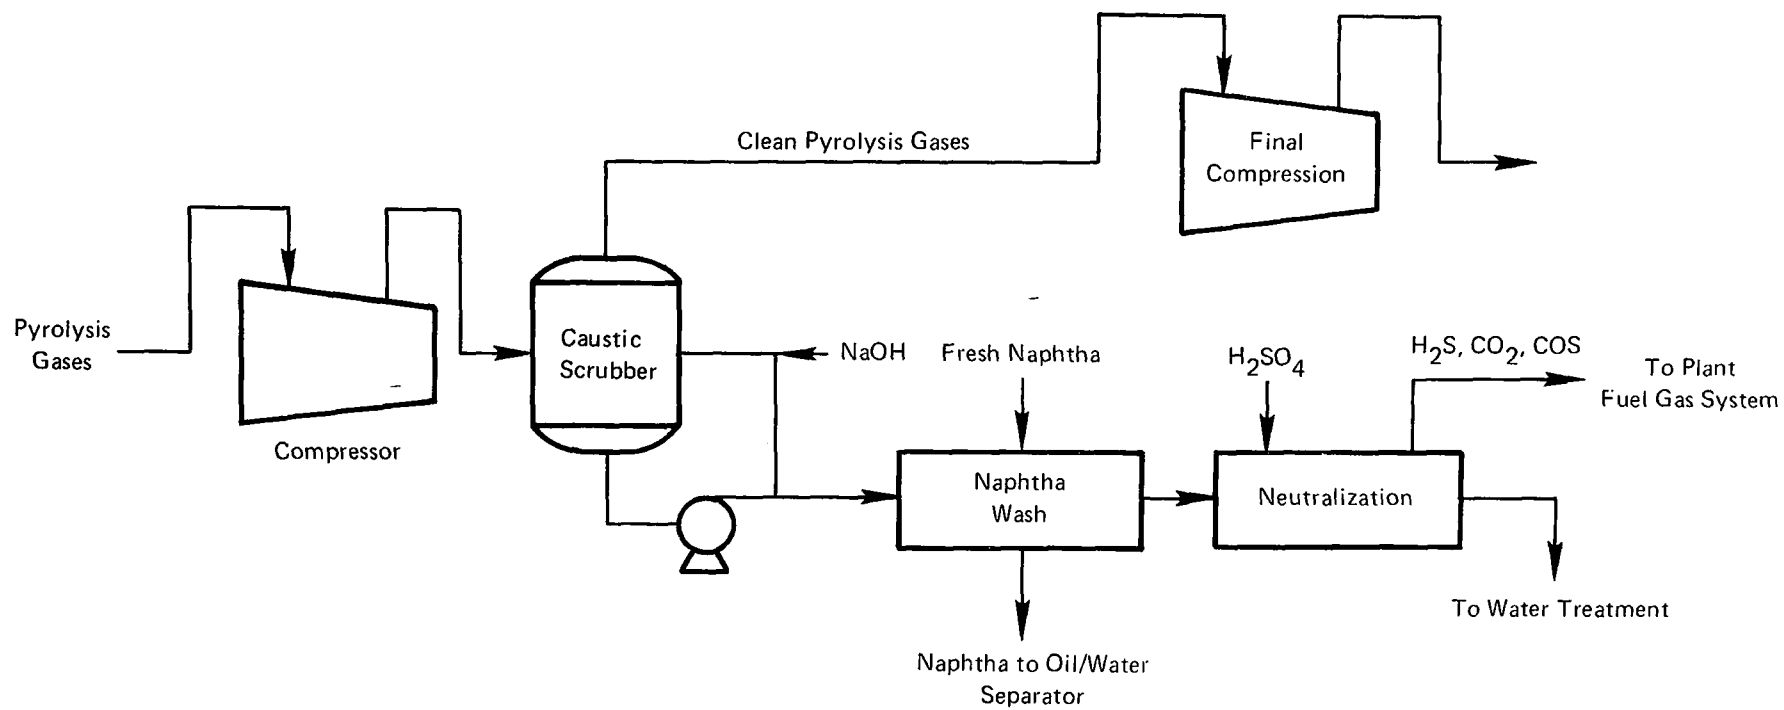 Clean Pyrolysis Gases
Final
Compression
Pyrolysis
Gases
Compressor
Caustic
Scrubber
NaOH
Fresh Naphtha
H2SO4
H2S, CO2, COS
To Plant
Fuel Gas System
Naphtha
Wash
Neutralization
To Water Treatment
Naphtha to Oil/Water
Separator